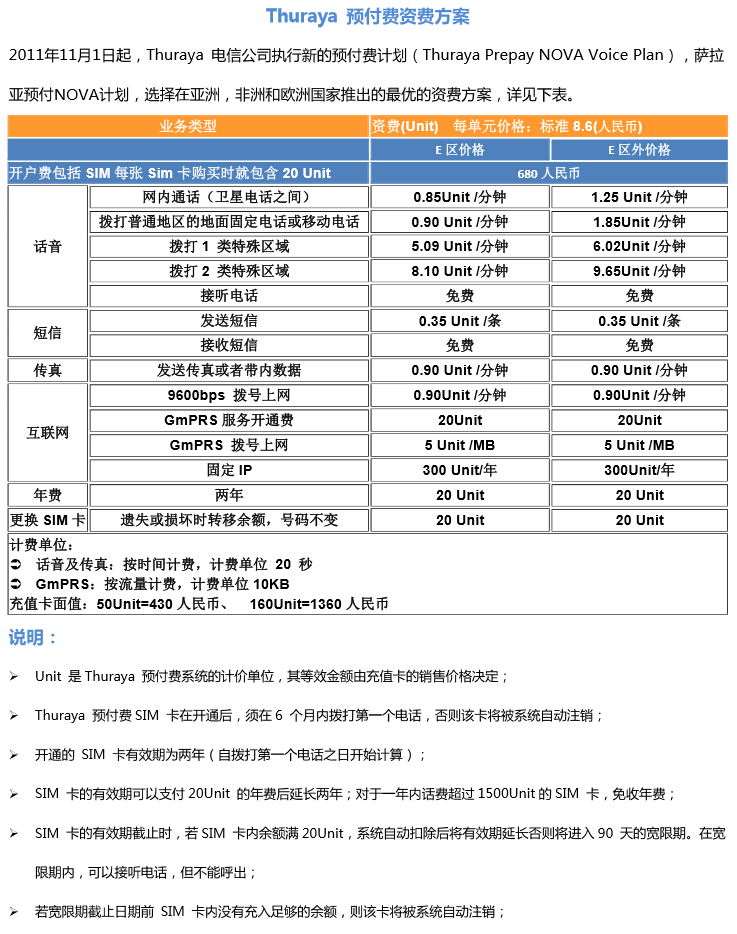 Thuraya 预付费资费方案
2011年11月1日起，Thuraya 电信公司执行新的预付费计划（Thuraya Prepay NOVA Voice Plan），萨拉
亚预付NOVA计划，选择在亚洲，非洲和欧洲国家推出的最优的资费方案，详见下表。
业务类型 资费(Unit) 每单元价格：标准 8.6(人民币)
E 区价格 E 区外价格
开户费包括 SIM 每张 Sim 卡购买时就包含 20 Unit 680 人民币
话音
网内通话（卫星电话之间） 0.85Unit /分钟 1.25 Unit /分钟
拨打普通地区的地面固定电话或移动电话 0.90 Unit /分钟 1.85Unit /分钟
拨打 1 类特殊区域 5.09 Unit /分钟 6.02Unit /分钟
拨打 2 类特殊区域 8.10 Unit /分钟 9.65Unit /分钟
接听电话 免费 免费
短信
发送短信 0.35 Unit /条 0.35 Unit /条
接收短信 免费 免费
传真 发送传真或者带内数据 0.90 Unit /分钟 0.90 Unit /分钟
互联网
9600bps 拨号上网 0.90Unit /分钟 0.90Unit /分钟
GmPRS 服务开通费 20Unit 20Unit
GmPRS 拨号上网 5 Unit /MB 5 Unit /MB
固定 IP 300 Unit/年 300Unit/年
年费 两年 20 Unit 20 Unit
更换 SIM 卡 遗失或损坏时转移余额，号码不变 20 Unit 20 Unit
计费单位：
➲ 话音及传真：按时间计费，计费单位 20 秒
➲ GmPRS：按流量计费，计费单位 10KB
充值卡面值：50Unit=430 人民币、 160Unit=1360 人民币
说明：
➢ Unit 是 Thuraya 预付费系统的计价单位，其等效金额由充值卡的销售价格决定；
➢ Thuraya 预付费SIM 卡在开通后，须在 6 个月内拨打第一个电话，否则该卡将被系统自动注销；
➢ 开通的 SIM 卡有效期为两年（自拨打第一个电话之日开始计算）；
➢ SIM 卡的有效期可以支付 20Unit 的年费后延长两年；对于一年内话费超过 1500Unit 的 SIM 卡，免收年费；
➢ SIM 卡的有效期截止时，若 SIM 卡内余额满 20Unit，系统自动扣除后将有效期延长否则将进入 90 天的宽限期。在宽
限期内，可以接听电话，但不能呼出；
➢ 若宽限期截止日期前 SIM 卡内没有充入足够的余额，则该卡将被系统自动注销；